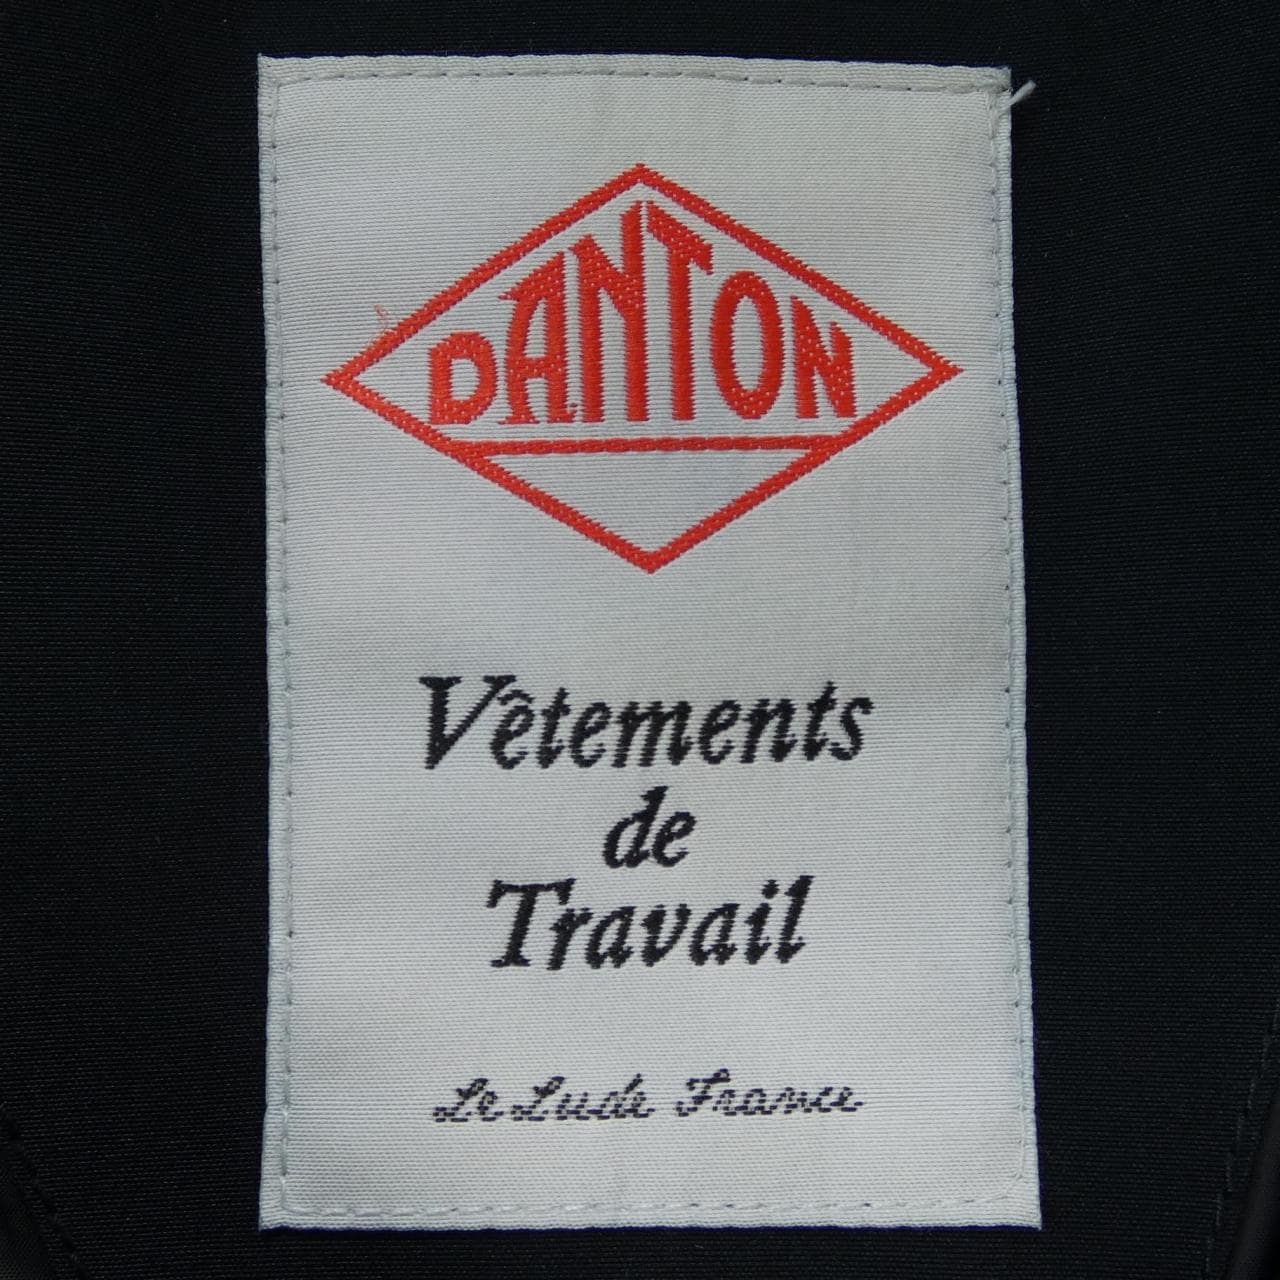 DANTON
Vêtements
de
Travail
Le Lude France